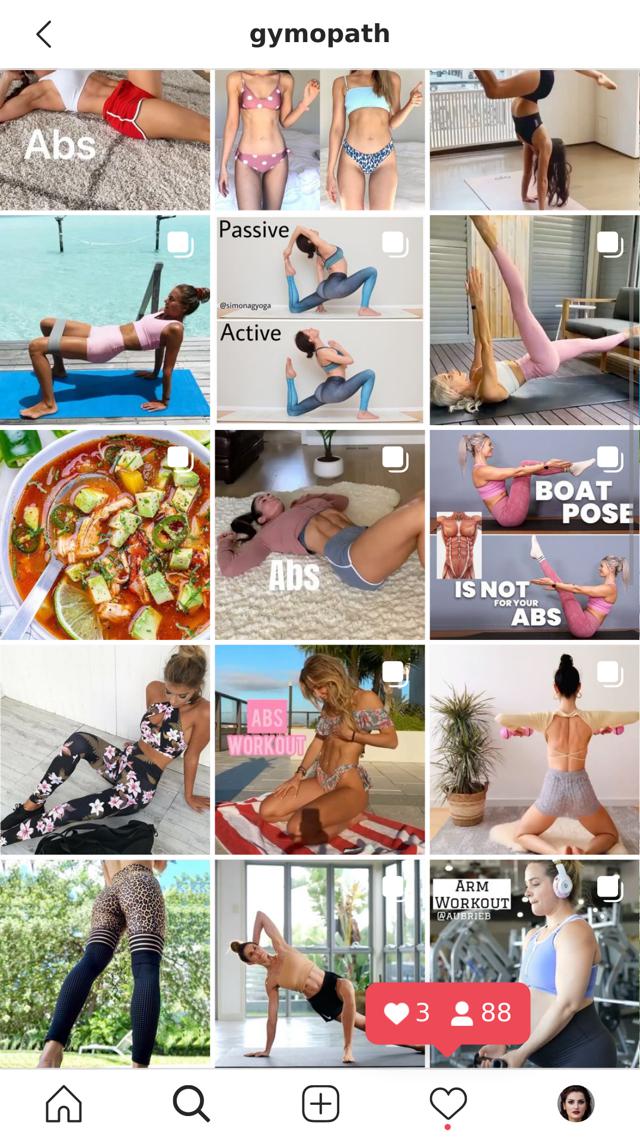 gymopath
Abs
Passive
@simonagyoga
Active
Abs
BOAT
POSE
IS NOT
FOR YOUR
ABS
ABS
WORKOUT
ARM
WORKOUT
@AUBRIEB
3 88